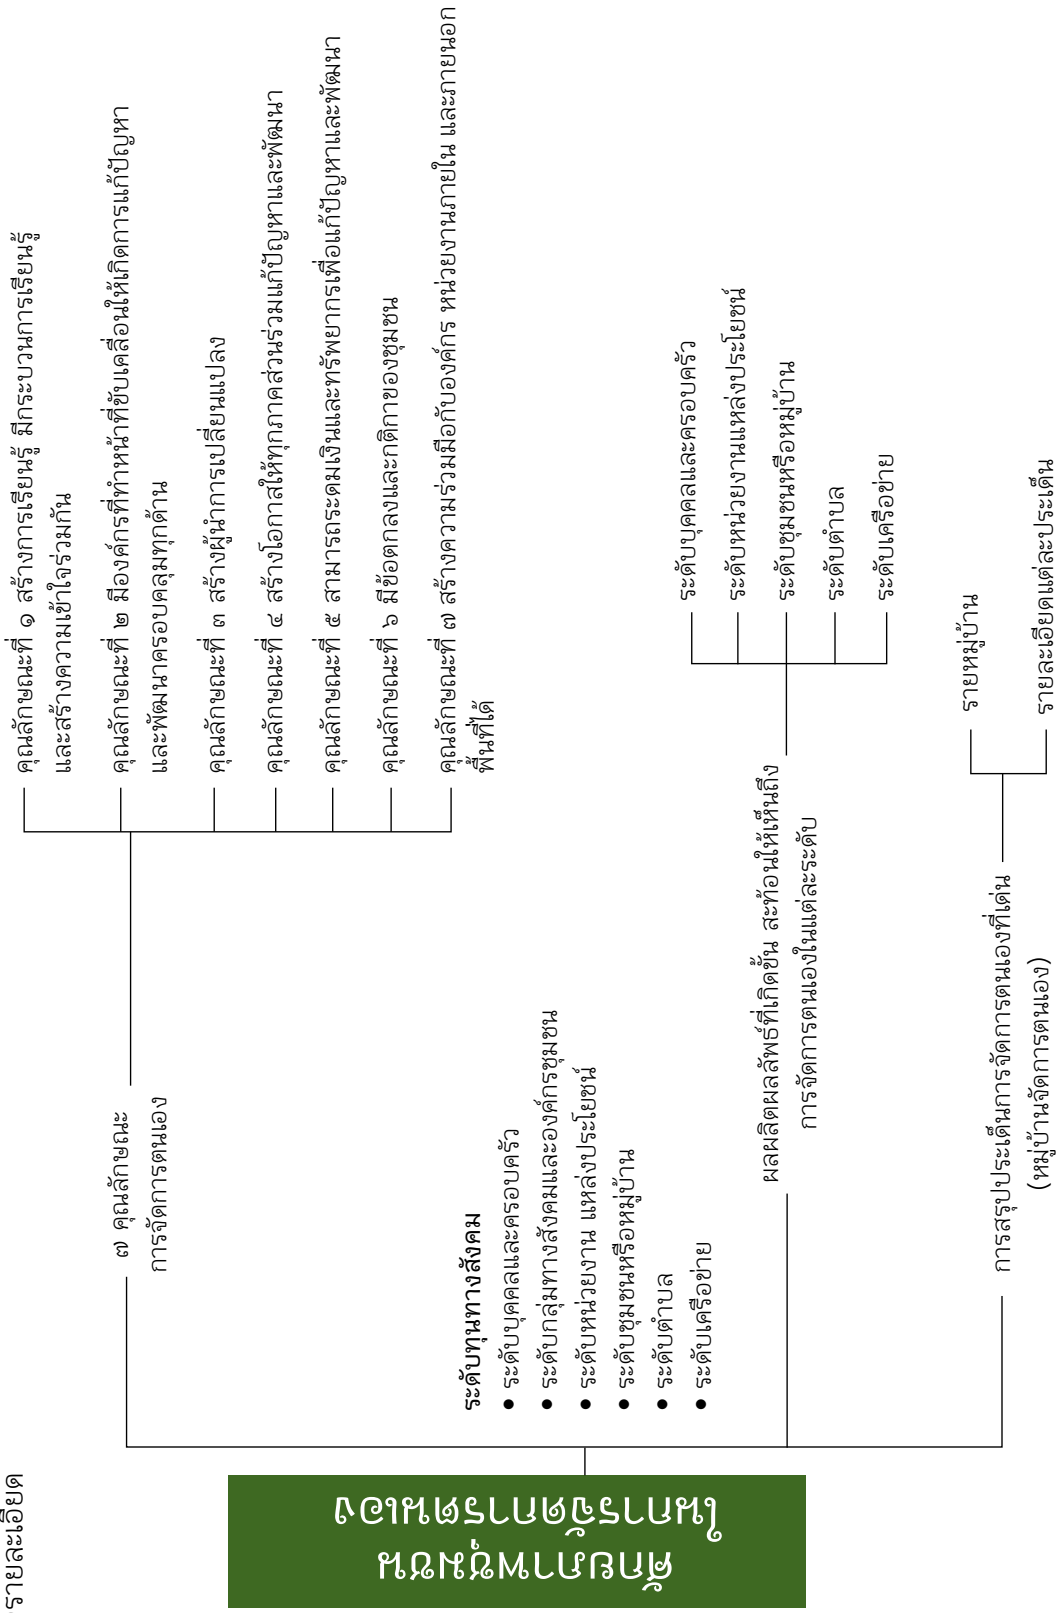 รายละเอียด
ศักยภาพชุมชน
ในการจัดการตนเอง
๗ คุณลักษณะ
การจัดการตนเอง
คุณลักษณะที่ ๑ สร้างการเรียนรู้ มีกระบวนการเรียนรู้
และสร้างความเข้าใจร่วมกัน
คุณลักษณะที่ ๒ มีองค์กรที่ทำหน้าที่ขับเคลื่อนให้เกิดการแก้ปัญหา
และพัฒนาครอบคลุมทุกด้าน
คุณลักษณะที่ ๓ สร้างผู้นำการเปลี่ยนแปลง
คุณลักษณะที่ ๔ สร้างโอกาสให้ทุกภาคส่วนร่วมแก้ปัญหาและพัฒนา
คุณลักษณะที่ ๕ สามารถระดมเงินและทรัพยากรเพื่อแก้ปัญหาและพัฒนา
คุณลักษณะที่ ๖ มีข้อตกลงและกติกาของชุมชน
คุณลักษณะที่ ๗ สร้างความร่วมมือกับองค์กร หน่วยงานภายใน และภายนอก
พื้นที่ได้
ระดับทุนทางสังคม
• ระดับบุคคลและครอบครัว
• ระดับกลุ่มทางสังคมและองค์กรชุมชน
• ระดับหน่วยงาน แหล่งประโยชน์
• ระดับชุมชนหรือหมู่บ้าน
• ระดับตำบล
• ระดับเครือข่าย
ผลผลิตผลลัพธ์ที่เกิดขึ้น สะท้อนให้เห็นถึง
การจัดการตนเองในแต่ละระดับ
ระดับบุคคลและครอบครัว
ระดับหน่วยงานแหล่งประโยชน์
ระดับชุมชนหรือหมู่บ้าน
ระดับตำบล
ระดับเครือข่าย
การสรุปประเด็นการจัดการตนเองที่เด่น
(หมู่บ้านจัดการตนเอง)
รายหมู่บ้าน
รายละเอียดแต่ละประเด็น